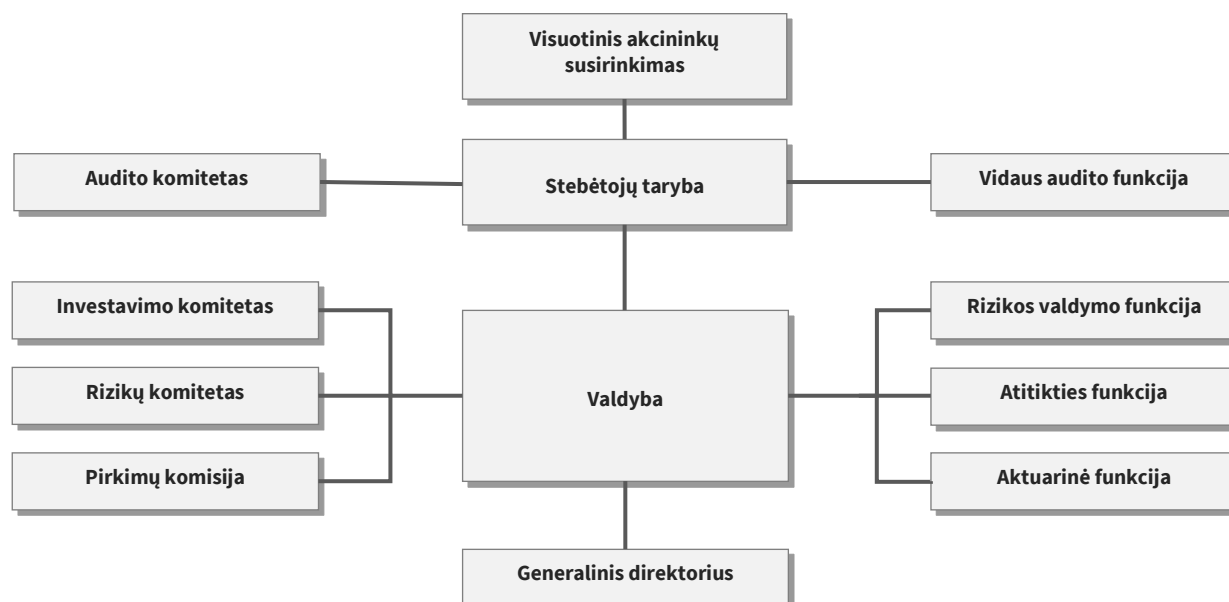 Visuotinis akcininkų
susirinkimas
Audito komitetas
Stebėtojų taryba
Vidaus audito funkcija
Investavimo komitetas
Rizikų komitetas
Pirkimų komisija
Valdyba
Rizikos valdymo funkcija
Atitikties funkcija
Aktuarinė funkcija
Generalinis direktorius